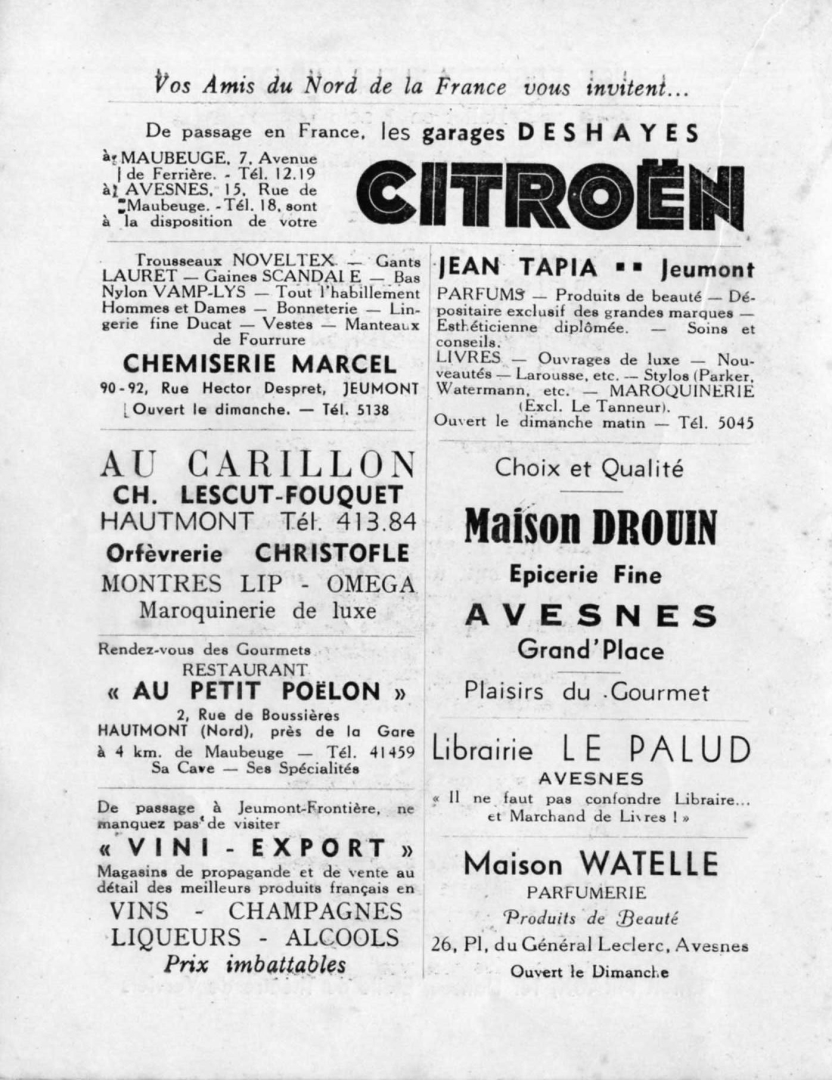 Vos Amis du Nord de la France vous invitent...
De passage en France, les garages DESHAYES
à MAUBEUGE, 7, Avenue
de Ferrière. - Tél. 12.19
à AVESNES, 15, Rue de
Maubeuge. - Tél. 18, sont
à la disposition de votre
CITROËN
Trousseaux NOVELTEX — Gants
LAURET — Gaines SCANDALE — Bas
Nylon VAMP-LYS — Tout l'habillement
Hommes et Dames — Bonneterie — Lin-
gerie fine Ducat — Vestes — Manteaux
de Fourrure
CHEMISERIE MARCEL
90-92, Rue Hector Despret, JEUMONT
Ouvert le dimanche. — Tél. 5138
AU CARILLON
CH. LESCUT-FOUQUET
HAUTMONT Tél. 413.84
Orfèvrerie CHRISTOFLE
MONTRES LIP - OMEGA
Maroquinerie de luxe
Rendez-vous des Gourmets
RESTAURANT
« AU PETIT POËLON »
2, Rue de Boussières
HAUTMONT (Nord), près de la Gare
à 4 km. de Maubeuge — Tél. 41459
Sa Cave — Ses Spécialités
De passage à Jeumont-Frontière, ne
manquez pas de visiter
« VINI - EXPORT »
Magasins de propagande et de vente au
détail des meilleurs produits français en
VINS - CHAMPAGNES
LIQUEURS - ALCOOLS
Prix imbattables
JEAN TAPIA ▪▪ Jeumont
PARFUMS — Produits de beauté — Dé-
positaire exclusif des grandes marques —
Esthéticienne diplômée. — Soins et
conseils.
LIVRES — Ouvrages de luxe — Nou-
veautés — Larousse, etc. — Stylos (Parker,
Watermann, etc. — MAROQUINERIE
(Excl. Le Tanneur).
Ouvert le dimanche matin — Tél. 5045
Choix et Qualité
Maison DROUIN
Epicerie Fine
AVESNES
Grand'Place
Plaisirs du Gourmet
Librairie LE PALUD
AVESNES
« Il ne faut pas confondre Libraire...
et Marchand de Livres ! »
Maison WATELLE
PARFUMERIE
Produits de Beauté
26, Pl, du Général Leclerc, Avesnes
Ouvert le Dimanche